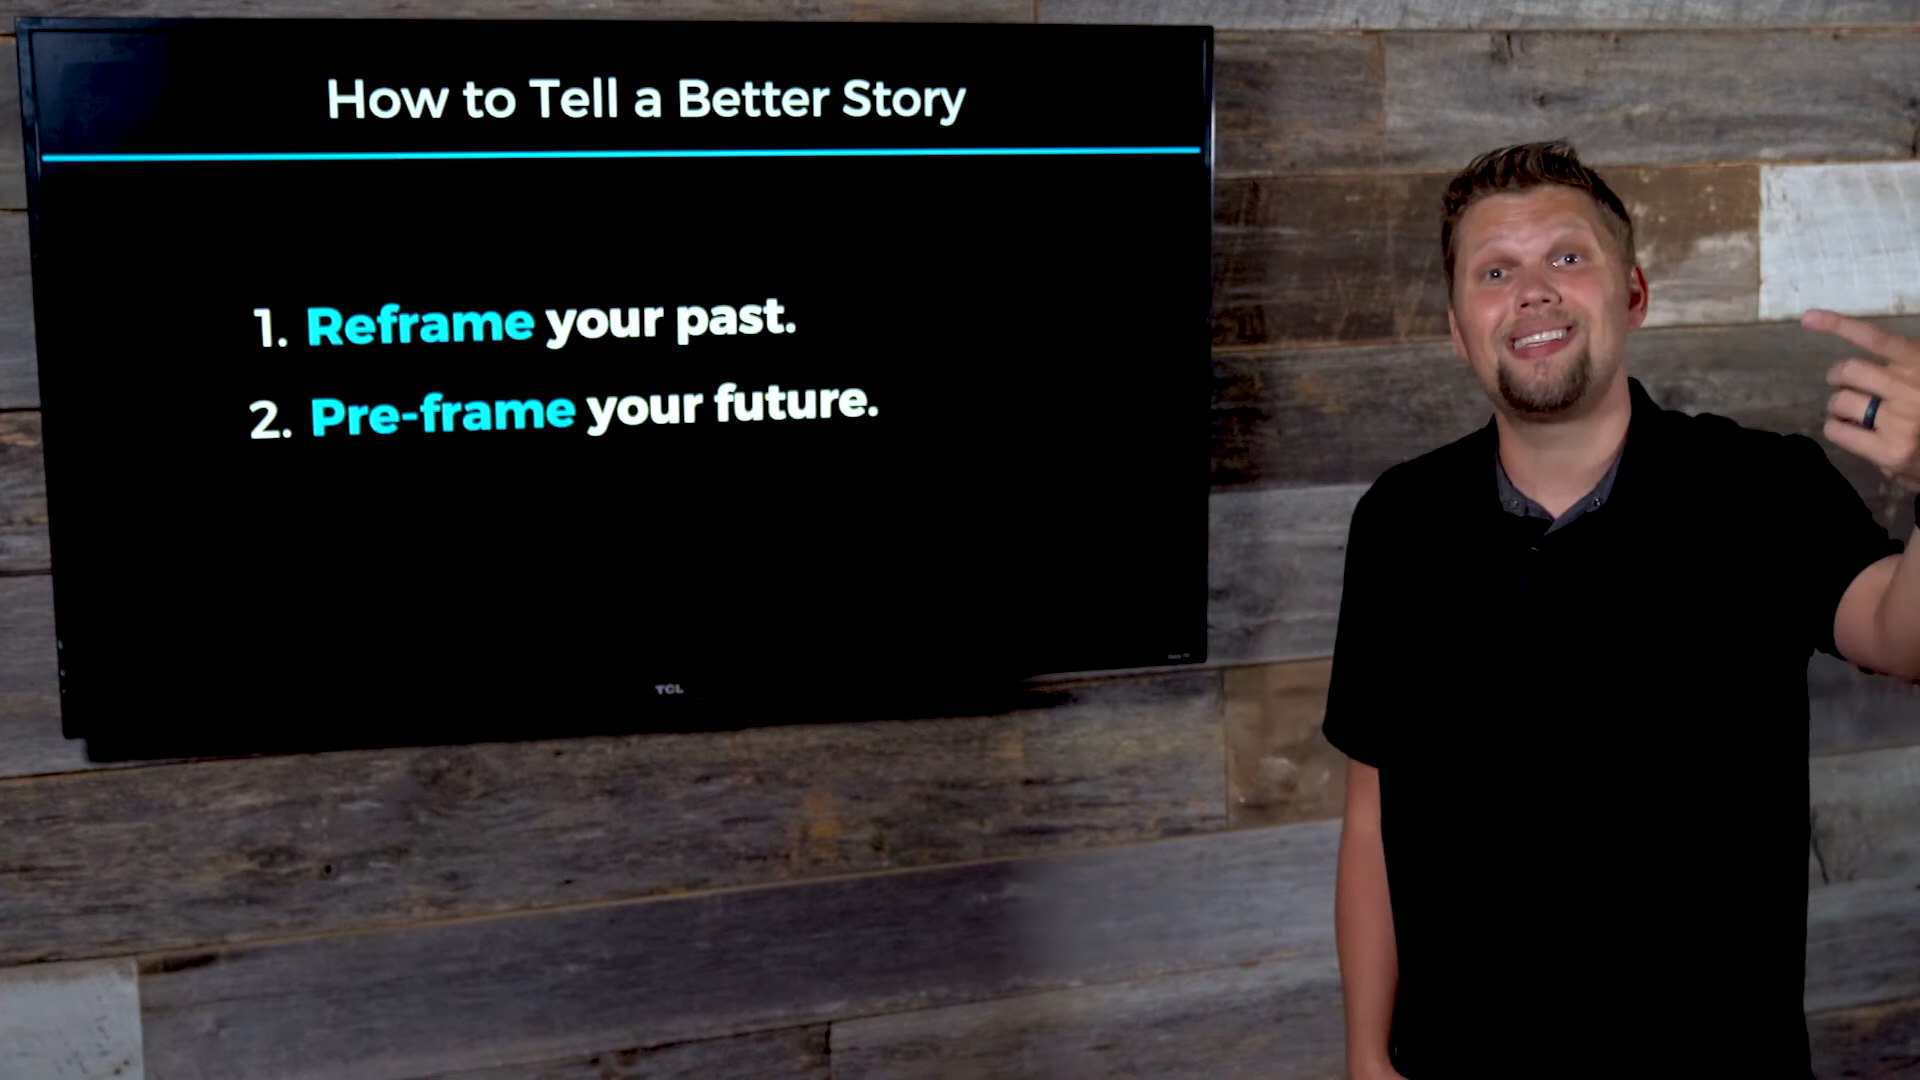 How to Tell a Better Story
1. Reframe your past.
2. Pre-frame your future.
TCL